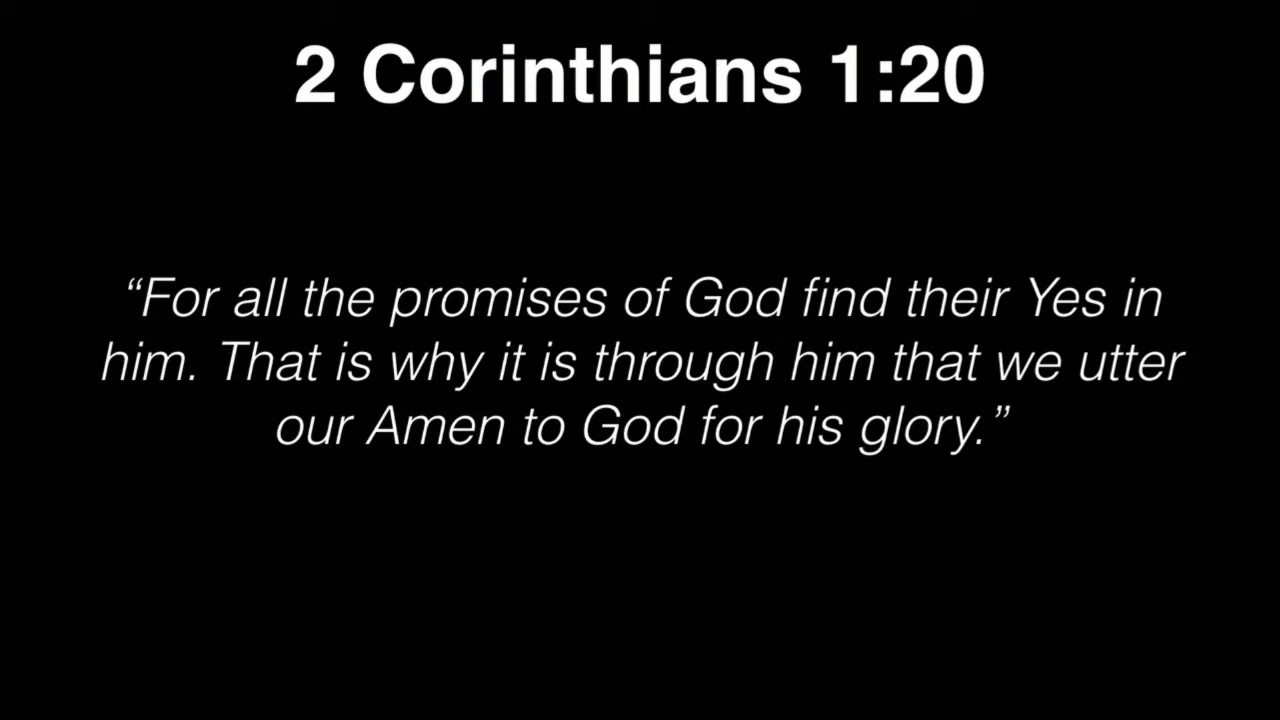 2 Corinthians 1:20
“For all the promises of God find their Yes in
him. That is why it is through him that we utter
our Amen to God for his glory.”